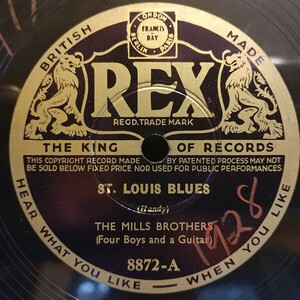 LONDON
FRANCIS
& DAY
BERLIN PARIS
BRITISH MADE
REX
REGD. TRADE MARK
THE KING OF RECORDS
THIS COPYRIGHT RECORD MADE BY PATENTED PROCESS MAY NOT
BE SOLD BELOW FIXED PRICE NOR USED FOR PUBLIC PERFORMANCES
ST. LOUIS BLUES
(Handy)
THE MILLS BROTHERS
(Four Boys and a Guitar)
8872-A
HEAR WHAT YOU LIKE — WHEN YOU LIKE